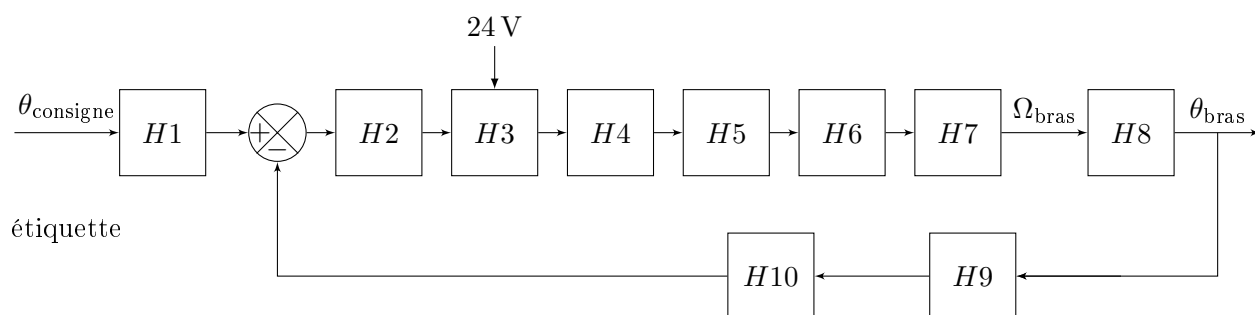 24 V
θconsigne
H1
+
−
H2
H3
H4
H5
H6
H7
Ωbras
H8
θbras
étiquette
H10
H9